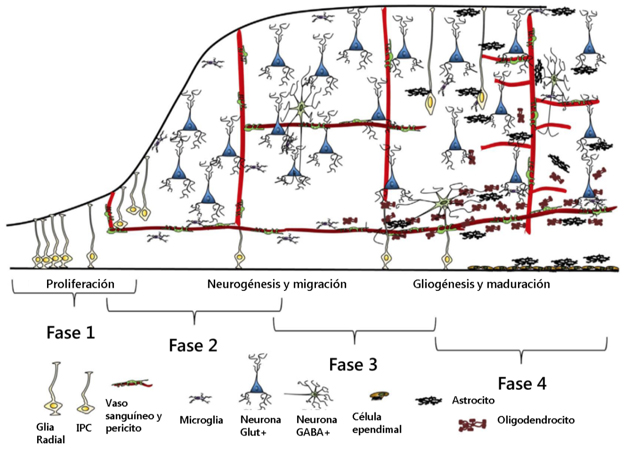 Proliferación
Neurogénesis y migración
Gliogénesis y maduración
Fase 1
Fase 2
Fase 3
Fase 4
Glia
Radial
IPC
Vaso
sanguíneo y
pericito
Microglia
Neurona
Glut+
Neurona
GABA+
Célula
ependimal
Astrocito
Oligodendrocito